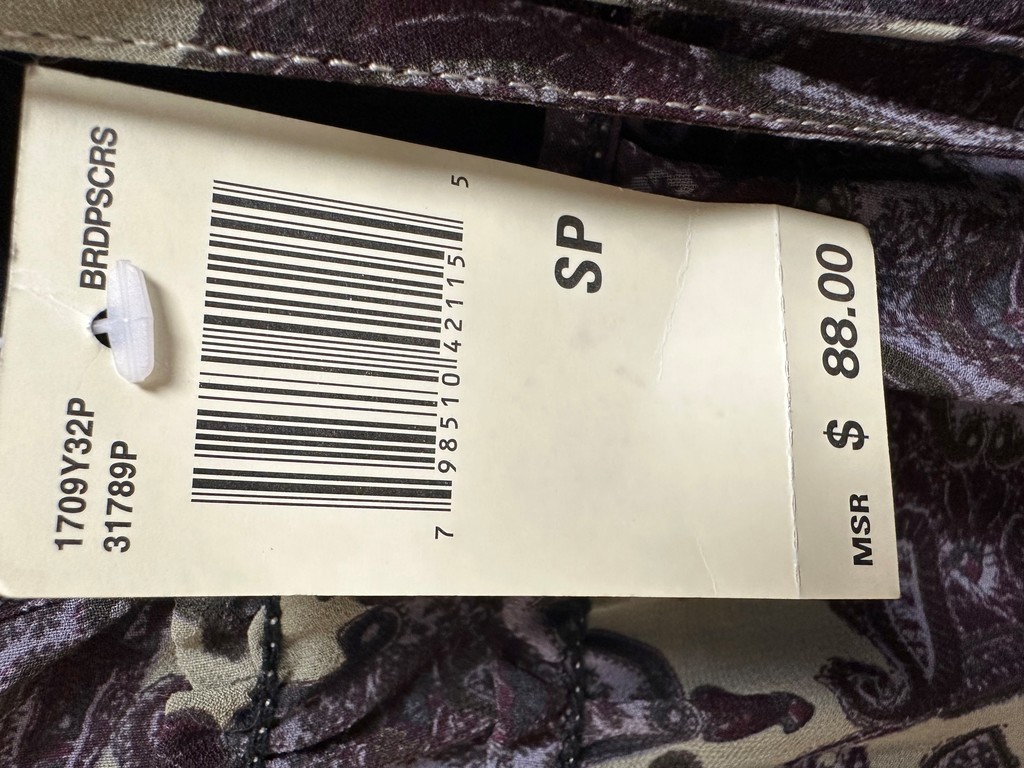 1709Y32P BRDPSCRS
31789P
7 98510 42115 5
SP
MSR $ 88.00